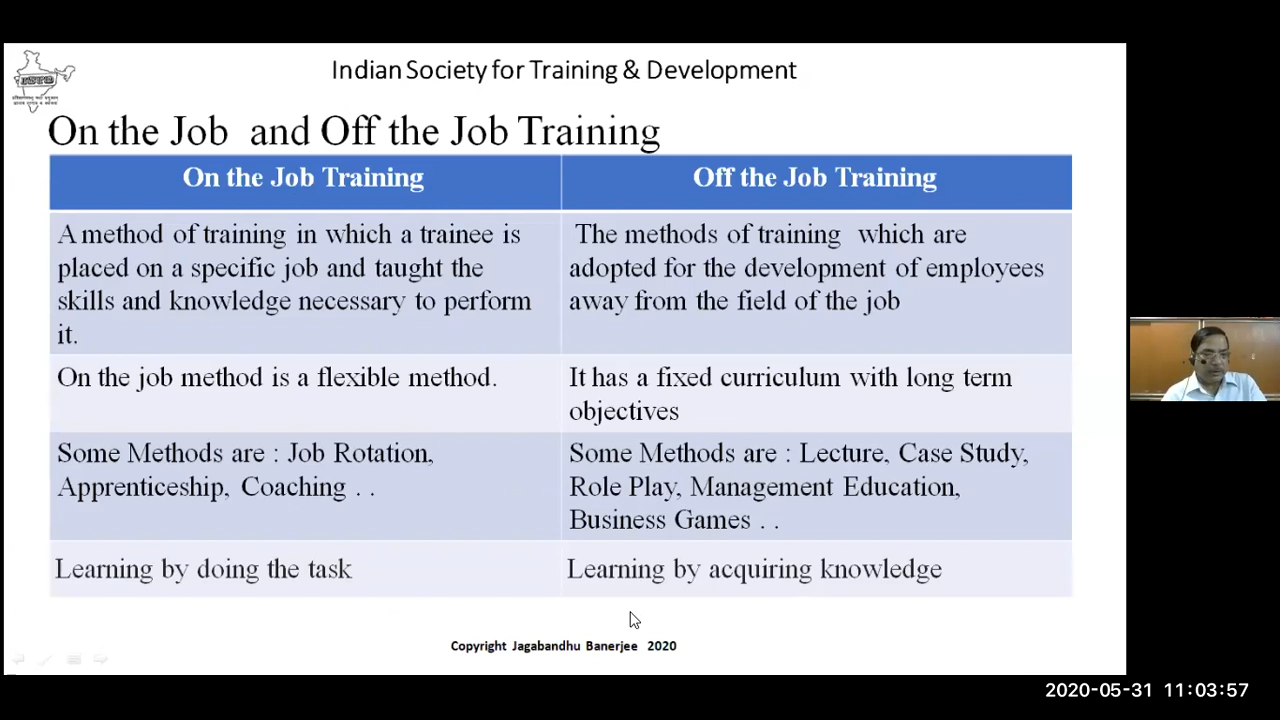 Indian Society for Training & Development
On the Job and Off the Job Training
On the Job Training
Off the Job Training
A method of training in which a trainee is
placed on a specific job and taught the
skills and knowledge necessary to perform
it.
The methods of training which are
adopted for the development of employees
away from the field of the job
On the job method is a flexible method.
It has a fixed curriculum with long term
objectives
Some Methods are : Job Rotation,
Apprenticeship, Coaching . .
Some Methods are : Lecture, Case Study,
Role Play, Management Education,
Business Games . .
Learning by doing the task
Learning by acquiring knowledge
Copyright Jagabandhu Banerjee 2020
2020-05-31 11:03:57